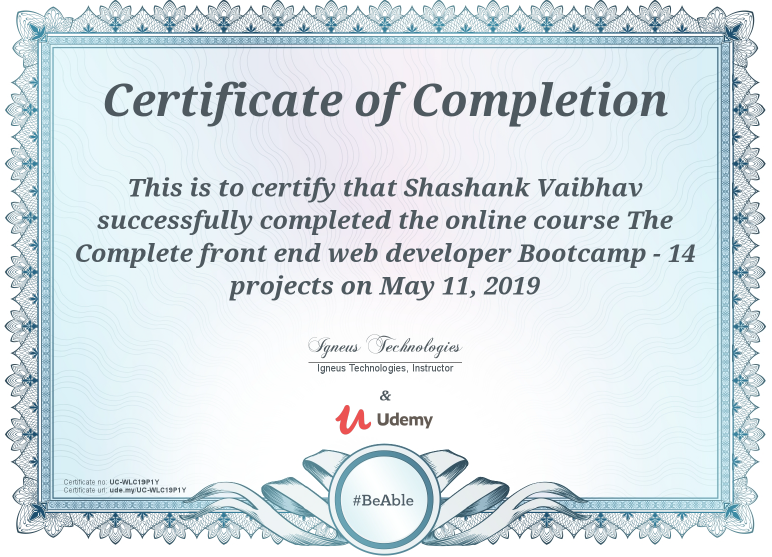 Certificate of Completion
This is to certify that Shashank Vaibhav
successfully completed the online course The
Complete front end web developer Bootcamp - 14
projects on May 11, 2019
Igneus Technologies
Igneus Technologies, Instructor
&
Udemy
#BeAble
Certificate no: UC-WLC19P1Y
Certificate url: ude.my/UC-WLC19P1Y